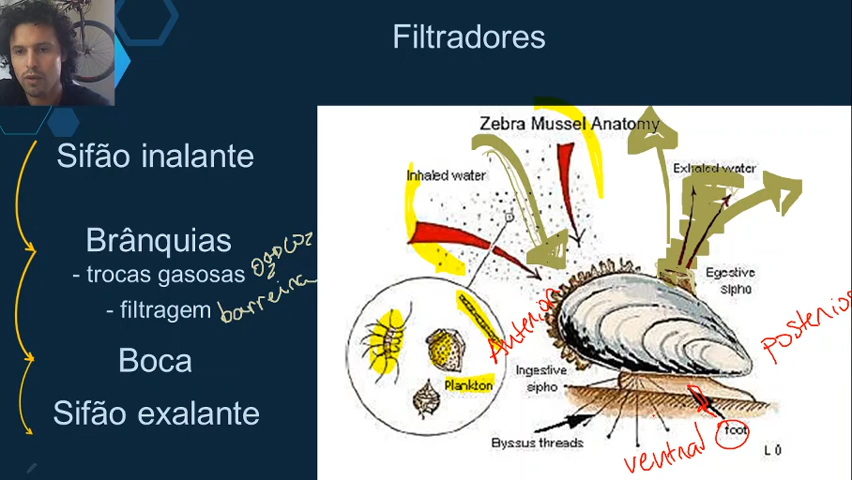 Filtradores
Sifão inalante
Brânquias
- trocas gasosas
- filtragem barreira
Boca
Sifão exalante
Zebra Mussel Anatomy
Inhaled water
Exhaled water
Egestive
sipho
Anterior
Posterior
Plankton
Ingestive
sipho
Byssus threads
foot
ventral
L 0